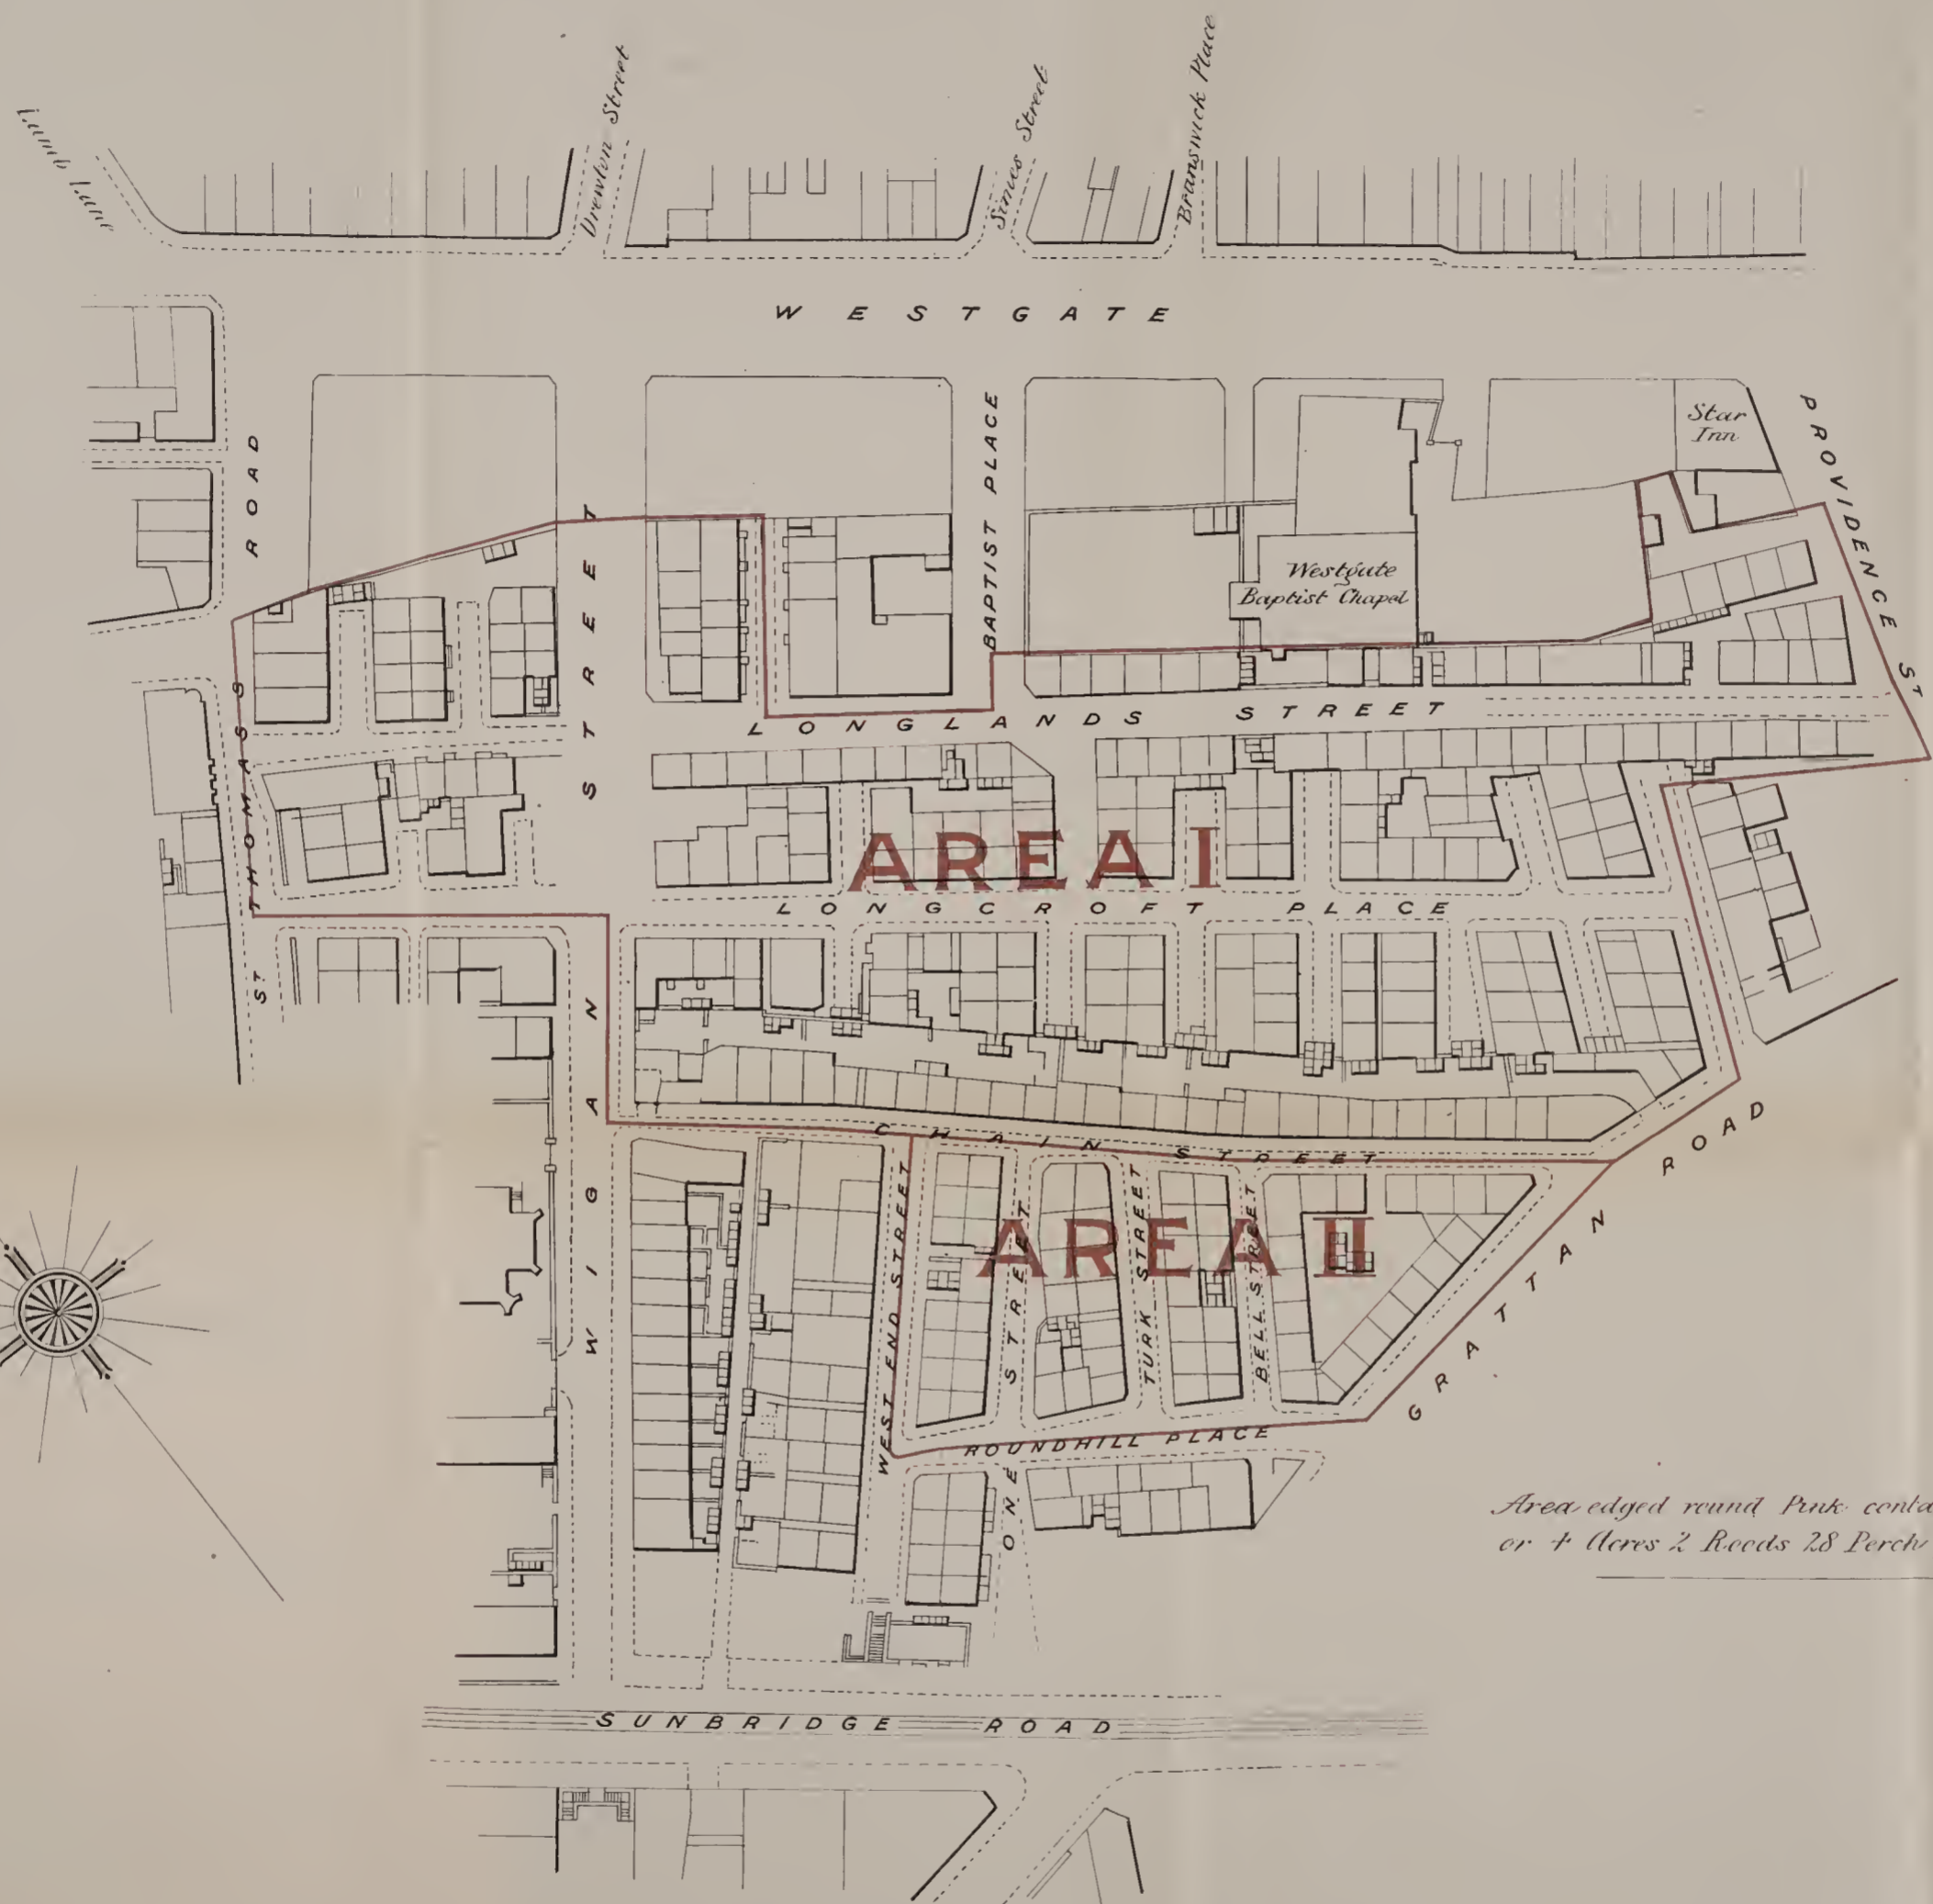 Drewton Street
Simes Street
Brunswick Place
WESTGATE
ROAD
STREET
BAPTIST PLACE
Star
Inn
PROVIDENCE ST
Westgate
Baptist Chapel
LONGLANDS STREET
ST THOMAS'S
AREA I
LONGCROFT PLACE
WIGAN
CHAIN STREET
GRATTAN ROAD
AREA II
WEST END STREET
ONE STREET
TURK STREET
BELL STREET
ROUNDHILL PLACE
Area edged round Pink conta
or 4 Acres 2 Roods 28 Perch
SUNBRIDGE ROAD